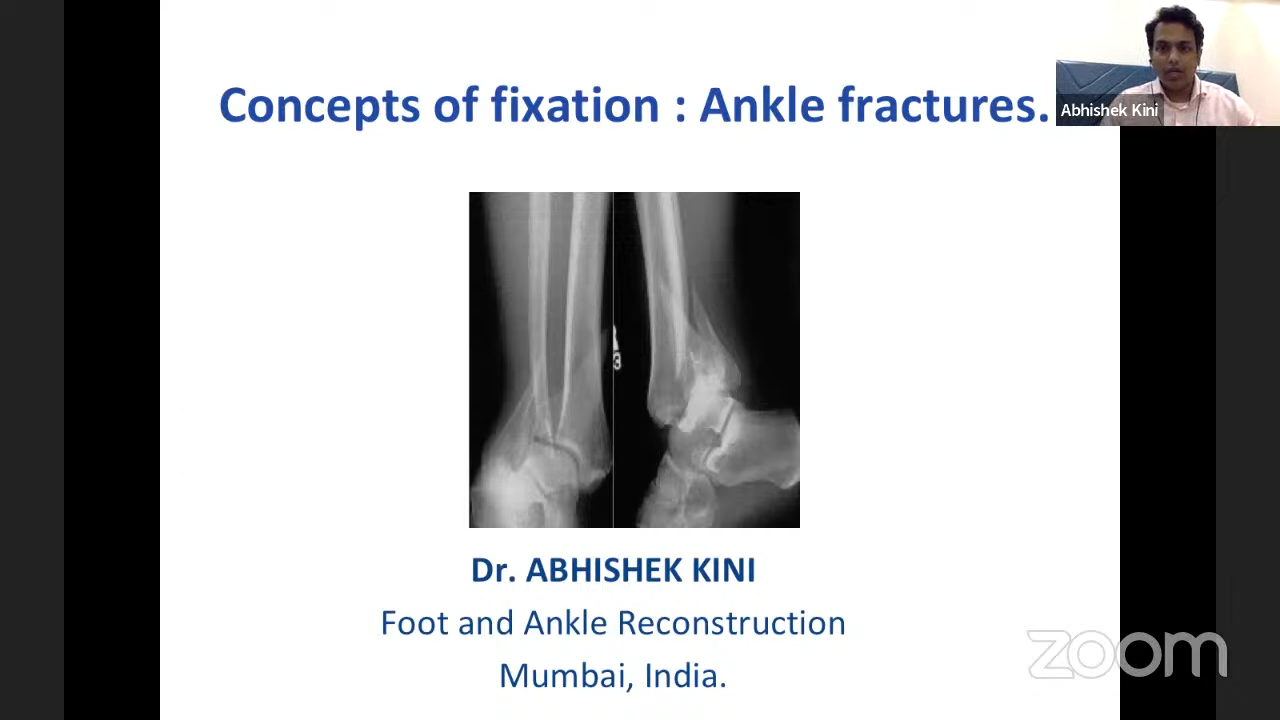 Concepts of fixation : Ankle fractures.
Abhishek Kini
3
Dr. ABHISHEK KINI
Foot and Ankle Reconstruction
Mumbai, India.
zoom